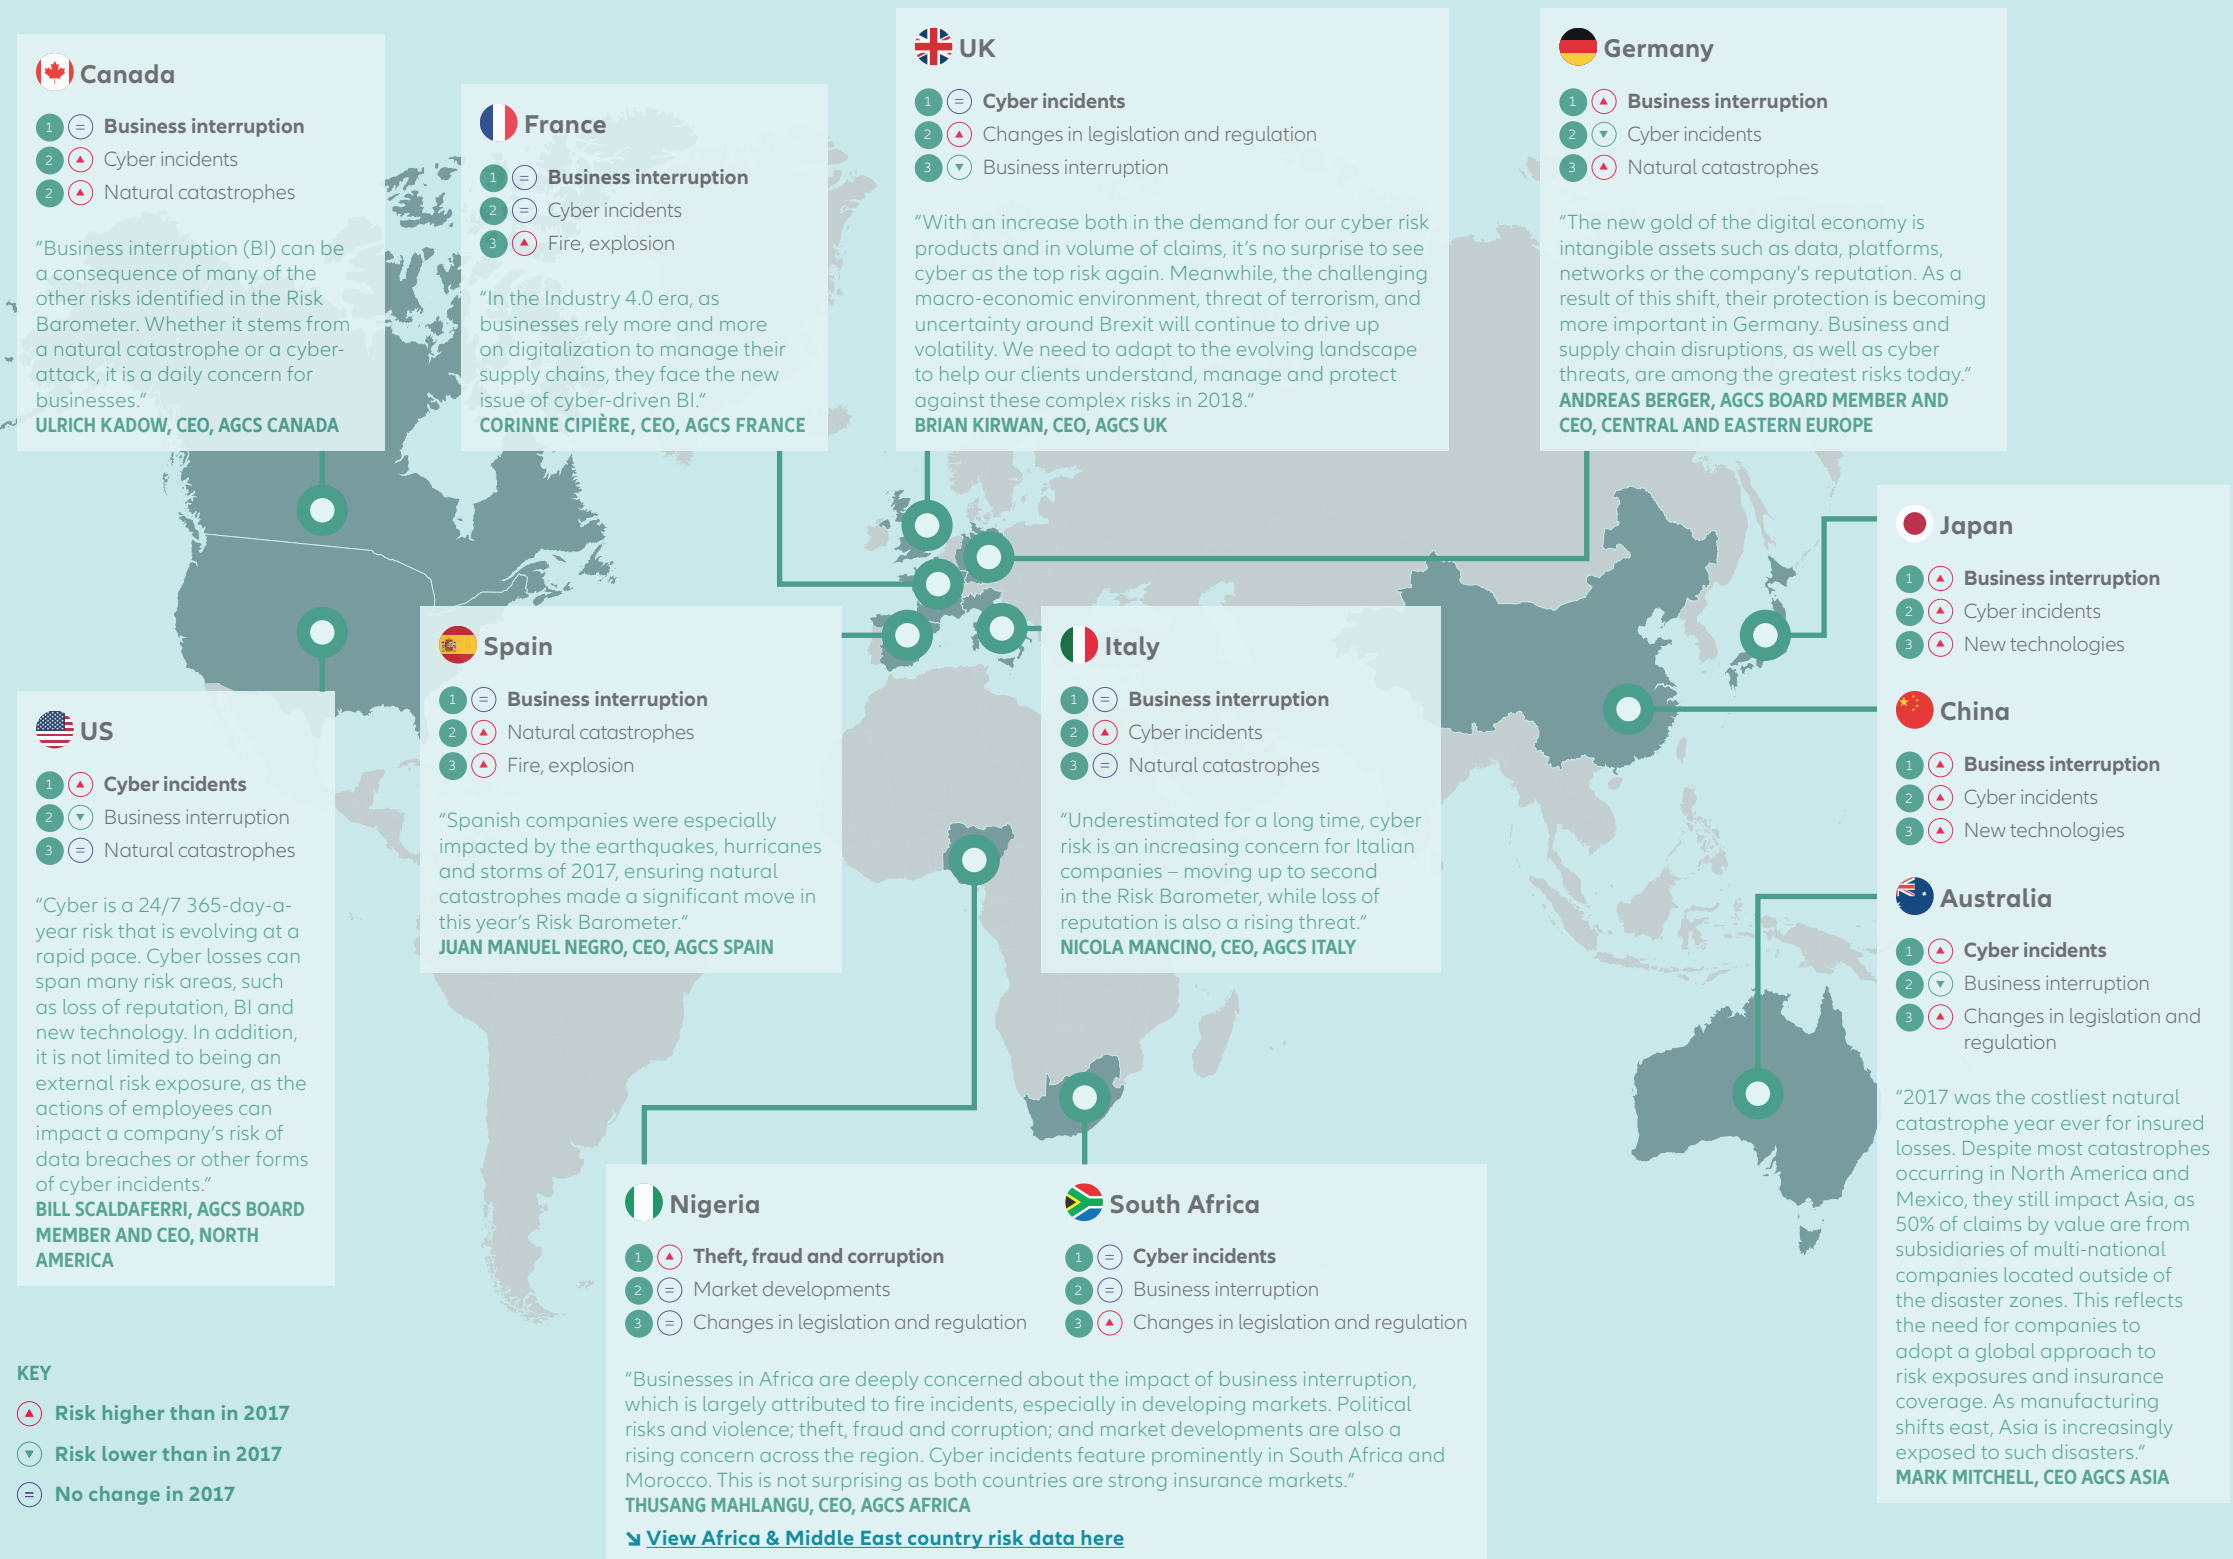 Canada
1 = Business interruption
2 ▲ Cyber incidents
2 ▲ Natural catastrophes
“Business interruption (BI) can be
a consequence of many of the
other risks identified in the Risk
Barometer. Whether it stems from
a natural catastrophe or a cyber-
attack, it is a daily concern for
businesses.“
ULRICH KADOW, CEO, AGCS CANADA
France
1 = Business interruption
2 = Cyber incidents
3 ▲ Fire, explosion
“In the Industry 4.0 era, as
businesses rely more and more
on digitalization to manage their
supply chains, they face the new
issue of cyber-driven BI.“
CORINNE CIPIÈRE, CEO, AGCS FRANCE
UK
1 = Cyber incidents
2 ▲ Changes in legislation and regulation
3 ▼ Business interruption
“With an increase both in the demand for our cyber risk
products and in volume of claims, it’s no surprise to see
cyber as the top risk again. Meanwhile, the challenging
macro-economic environment, threat of terrorism, and
uncertainty around Brexit will continue to drive up
volatility. We need to adapt to the evolving landscape
to help our clients understand, manage and protect
against these complex risks in 2018.“
BRIAN KIRWAN, CEO, AGCS UK
Germany
1 ▲ Business interruption
2 ▼ Cyber incidents
3 ▲ Natural catastrophes
“The new gold of the digital economy is
intangible assets such as data, platforms,
networks or the company's reputation. As a
result of this shift, their protection is becoming
more important in Germany. Business and
supply chain disruptions, as well as cyber
threats, are among the greatest risks today.“
ANDREAS BERGER, AGCS BOARD MEMBER AND
CEO, CENTRAL AND EASTERN EUROPE
US
1 ▲ Cyber incidents
2 ▼ Business interruption
3 = Natural catastrophes
“Cyber is a 24/7 365-day-a-
year risk that is evolving at a
rapid pace. Cyber losses can
span many risk areas, such
as loss of reputation, BI and
new technology. In addition,
it is not limited to being an
external risk exposure, as the
actions of employees can
impact a company’s risk of
data breaches or other forms
of cyber incidents.”
BILL SCALDAFERRI, AGCS BOARD
MEMBER AND CEO, NORTH
AMERICA
Spain
1 = Business interruption
2 ▲ Natural catastrophes
3 ▲ Fire, explosion
“Spanish companies were especially
impacted by the earthquakes, hurricanes
and storms of 2017, ensuring natural
catastrophes made a significant move in
this year’s Risk Barometer.“
JUAN MANUEL NEGRO, CEO, AGCS SPAIN
Italy
1 = Business interruption
2 ▲ Cyber incidents
3 = Natural catastrophes
“Underestimated for a long time, cyber
risk is an increasing concern for Italian
companies – moving up to second
in the Risk Barometer, while loss of
reputation is also a rising threat.“
NICOLA MANCINO, CEO, AGCS ITALY
Japan
1 ▲ Business interruption
2 ▲ Cyber incidents
3 ▲ New technologies
China
1 ▲ Business interruption
2 ▲ Cyber incidents
3 ▲ New technologies
Australia
1 ▲ Cyber incidents
2 ▼ Business interruption
3 ▲ Changes in legislation and
regulation
“2017 was the costliest natural
catastrophe year ever for insured
losses. Despite most catastrophes
occurring in North America and
Mexico, they still impact Asia, as
50% of claims by value are from
subsidiaries of multi-national
companies located outside of
the disaster zones. This reflects
the need for companies to
adopt a global approach to
risk exposures and insurance
coverage. As manufacturing
shifts east, Asia is increasingly
exposed to such disasters.“
MARK MITCHELL, CEO AGCS ASIA
Nigeria
1 ▲ Theft, fraud and corruption
2 = Market developments
3 = Changes in legislation and regulation
South Africa
1 = Cyber incidents
2 = Business interruption
3 ▲ Changes in legislation and regulation
“Businesses in Africa are deeply concerned about the impact of business interruption,
which is largely attributed to fire incidents, especially in developing markets. Political
risks and violence; theft, fraud and corruption; and market developments are also a
rising concern across the region. Cyber incidents feature prominently in South Africa and
Morocco. This is not surprising as both countries are strong insurance markets.“
THUSANG MAHLANGU, CEO, AGCS AFRICA
View Africa & Middle East country risk data here
KEY
▲ Risk higher than in 2017
▼ Risk lower than in 2017
= No change in 2017